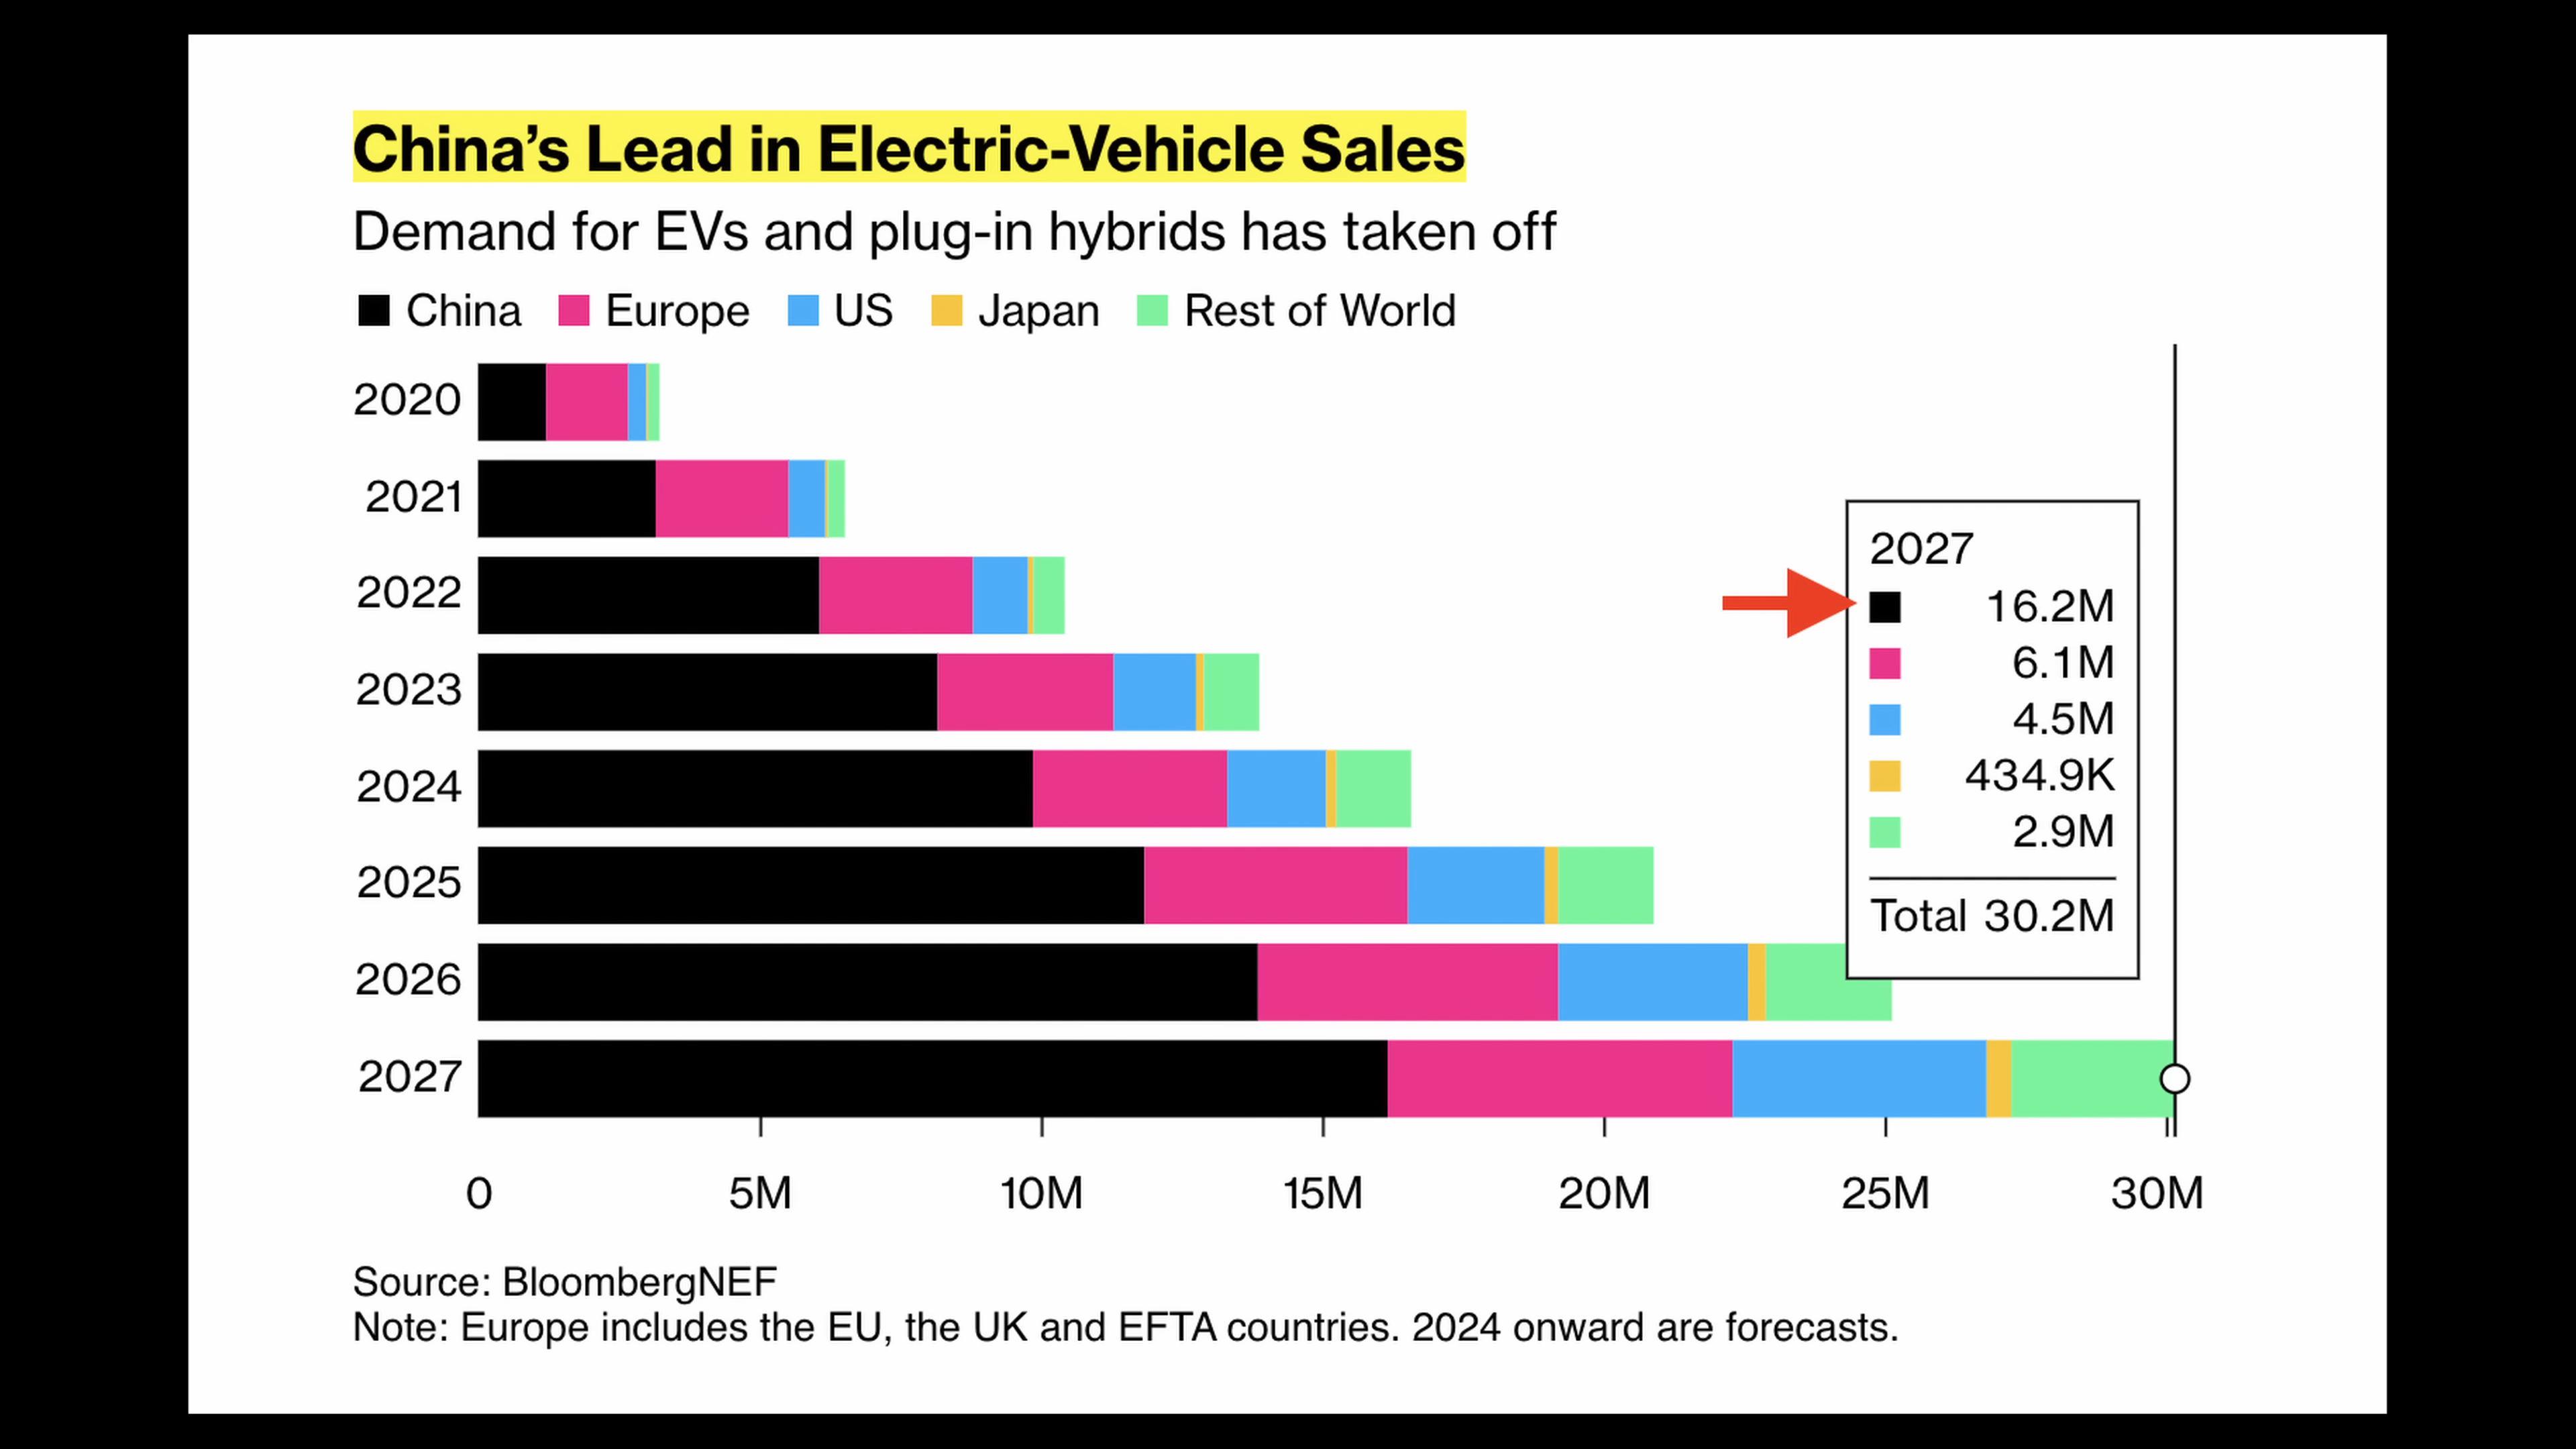 China’s Lead in Electric-Vehicle Sales
Demand for EVs and plug-in hybrids has taken off
China Europe US Japan Rest of World
2020
2021
2022
2023
2024
2025
2026
2027
2027
16.2M
6.1M
4.5M
434.9K
2.9M
Total 30.2M
0 5M 10M 15M 20M 25M 30M
Source: BloombergNEF
Note: Europe includes the EU, the UK and EFTA countries. 2024 onward are forecasts.